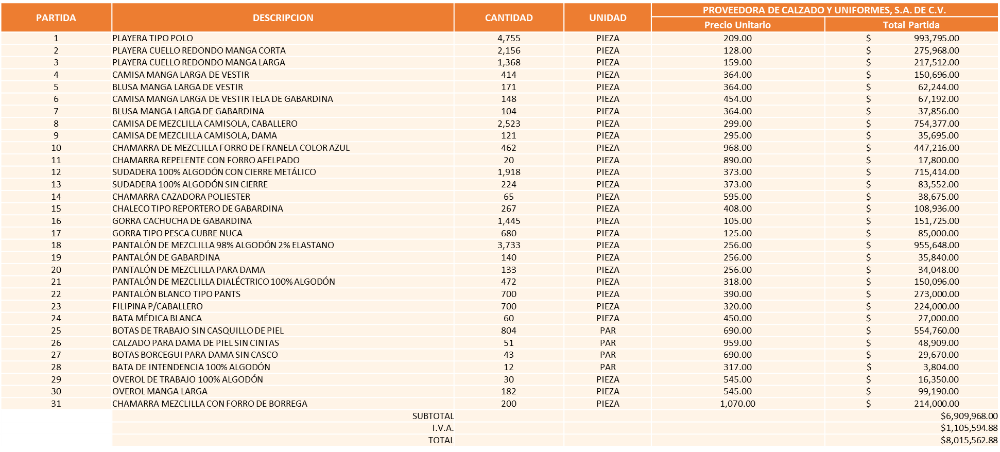 PARTIDA DESCRIPCION CANTIDAD UNIDAD PROVEEDORA DE CALZADO Y UNIFORMES, S.A. DE C.V.
Precio Unitario Total Partida
1 PLAYERA TIPO POLO 4,755 PIEZA 209.00 $ 993,795.00
2 PLAYERA CUELLO REDONDO MANGA CORTA 2,156 PIEZA 128.00 $ 275,968.00
3 PLAYERA CUELLO REDONDO MANGA LARGA 1,368 PIEZA 159.00 $ 217,512.00
4 CAMISA MANGA LARGA DE VESTIR 414 PIEZA 364.00 $ 150,696.00
5 BLUSA MANGA LARGA DE VESTIR 171 PIEZA 364.00 $ 62,244.00
6 CAMISA MANGA LARGA DE VESTIR TELA DE GABARDINA 148 PIEZA 454.00 $ 67,192.00
7 BLUSA MANGA LARGA DE GABARDINA 104 PIEZA 364.00 $ 37,856.00
8 CAMISA DE MEZCLILLA CAMISOLA, CABALLERO 2,523 PIEZA 299.00 $ 754,377.00
9 CAMISA DE MEZCLILLA CAMISOLA, DAMA 121 PIEZA 295.00 $ 35,695.00
10 CHAMARRA DE MEZCLILLA FORRO DE FRANELA COLOR AZUL 462 PIEZA 968.00 $ 447,216.00
11 CHAMARRA REPELENTE CON FORRO AFELPADO 20 PIEZA 890.00 $ 17,800.00
12 SUDADERA 100% ALGODÓN CON CIERRE METÁLICO 1,918 PIEZA 373.00 $ 715,414.00
13 SUDADERA 100% ALGODÓN SIN CIERRE 224 PIEZA 373.00 $ 83,552.00
14 CHAMARRA CAZADORA POLIESTER 65 PIEZA 595.00 $ 38,675.00
15 CHALECO TIPO REPORTERO DE GABARDINA 267 PIEZA 408.00 $ 108,936.00
16 GORRA CACHUCHA DE GABARDINA 1,445 PIEZA 105.00 $ 151,725.00
17 GORRA TIPO PESCA CUBRE NUCA 680 PIEZA 125.00 $ 85,000.00
18 PANTALÓN DE MEZCLILLA 98% ALGODÓN 2% ELASTANO 3,733 PIEZA 256.00 $ 955,648.00
19 PANTALÓN DE GABARDINA 140 PIEZA 256.00 $ 35,840.00
20 PANTALÓN DE MEZCLILLA PARA DAMA 133 PIEZA 256.00 $ 34,048.00
21 PANTALÓN DE MEZCLILLA DIALÉCTRICO 100% ALGODÓN 472 PIEZA 318.00 $ 150,096.00
22 PANTALÓN BLANCO TIPO PANTS 700 PIEZA 390.00 $ 273,000.00
23 FILIPINA P/CABALLERO 700 PIEZA 320.00 $ 224,000.00
24 BATA MÉDICA BLANCA 60 PIEZA 450.00 $ 27,000.00
25 BOTAS DE TRABAJO SIN CASQUILLO DE PIEL 804 PAR 690.00 $ 554,760.00
26 CALZADO PARA DAMA DE PIEL SIN CINTAS 51 PAR 959.00 $ 48,909.00
27 BOTAS BORCEGUI PARA DAMA SIN CASCO 43 PAR 690.00 $ 29,670.00
28 BATA DE INTENDENCIA 100% ALGODÓN 12 PAR 317.00 $ 3,804.00
29 OVEROL DE TRABAJO 100% ALGODÓN 30 PIEZA 545.00 $ 16,350.00
30 OVEROL MANGA LARGA 182 PIEZA 545.00 $ 99,190.00
31 CHAMARRA MEZCLILLA CON FORRO DE BORREGA 200 PIEZA 1,070.00 $ 214,000.00
SUBTOTAL $6,909,968.00
I.V.A. $1,105,594.88
TOTAL $8,015,562.88